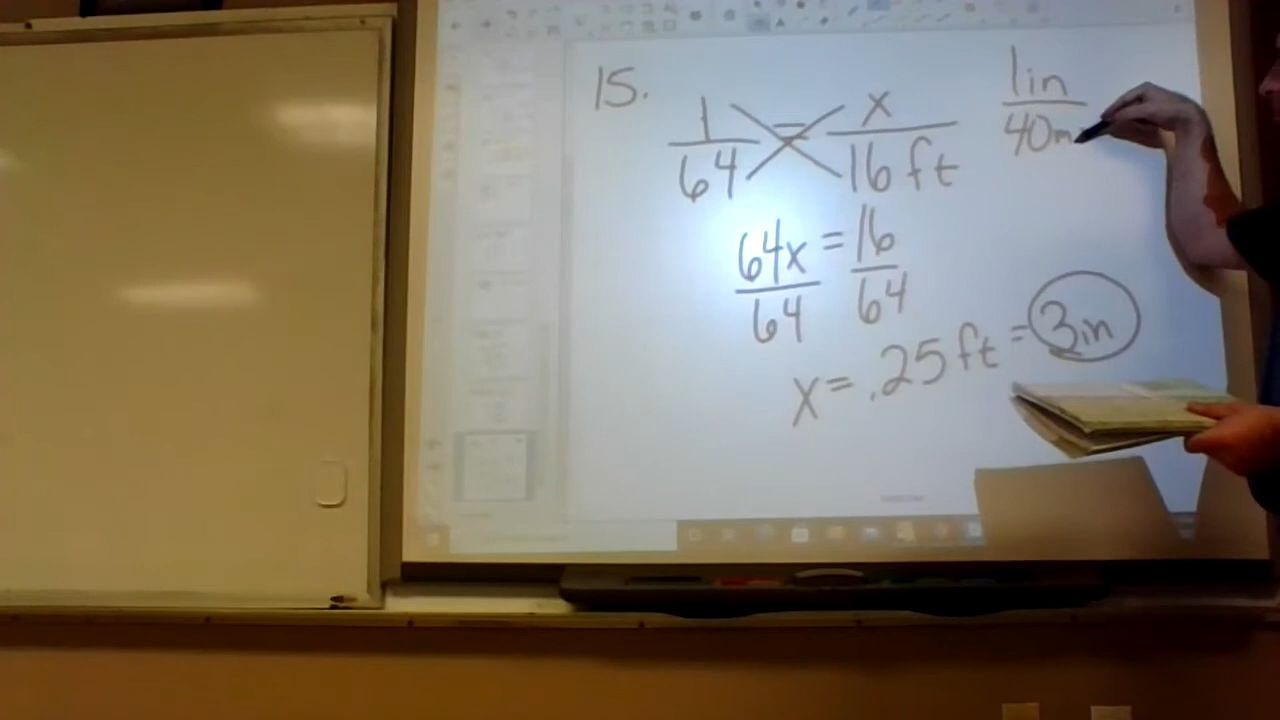 15.
1/64 = x/16 ft
64x/64 = 16/64
x = .25 ft = 3in
1in/40m